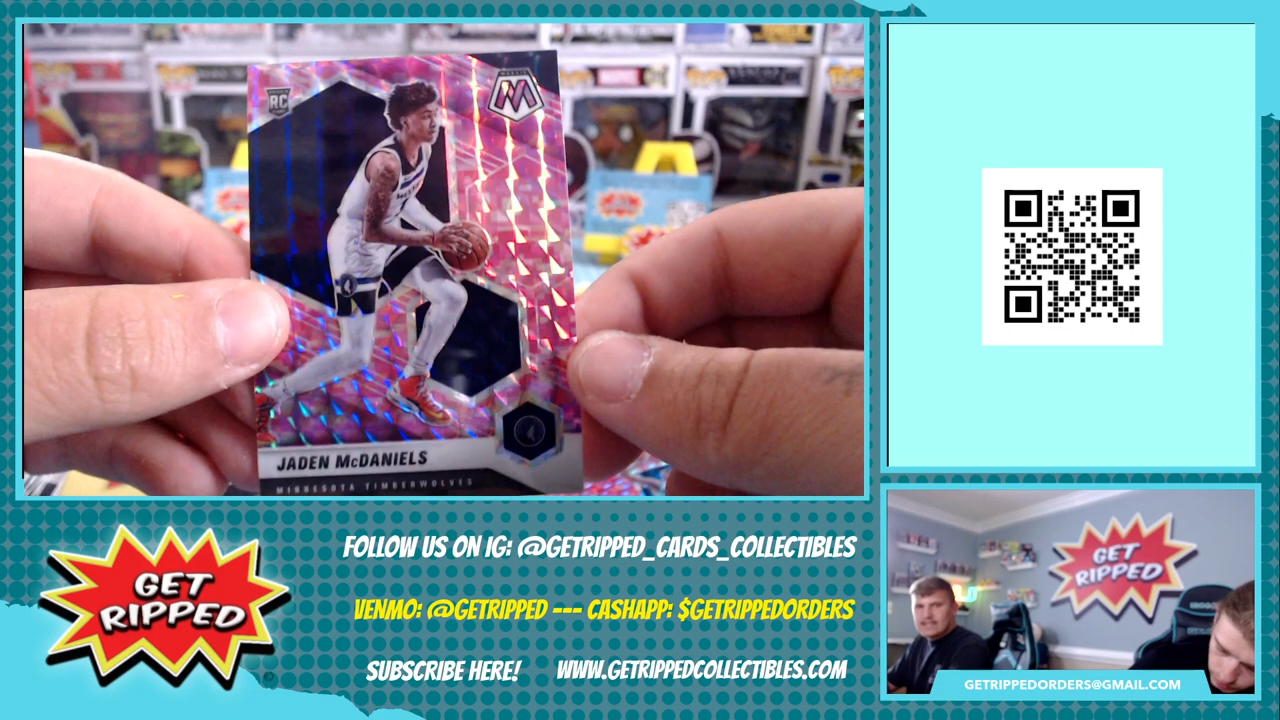 RC
MOSAIC
M
JADEN McDANIELS
MINNESOTA TIMBERWOLVES
GET
RIPPED
FOLLOW US ON IG: @GETRIPPED_CARDS_COLLECTIBLES
VENMO: @GETRIPPED --- CASHAPP: $GETRIPPEDORDERS
SUBSCRIBE HERE! WWW.GETRIPPEDCOLLECTIBLES.COM
GET
RIPPED
GETRIPPEDORDERS@GMAIL.COM